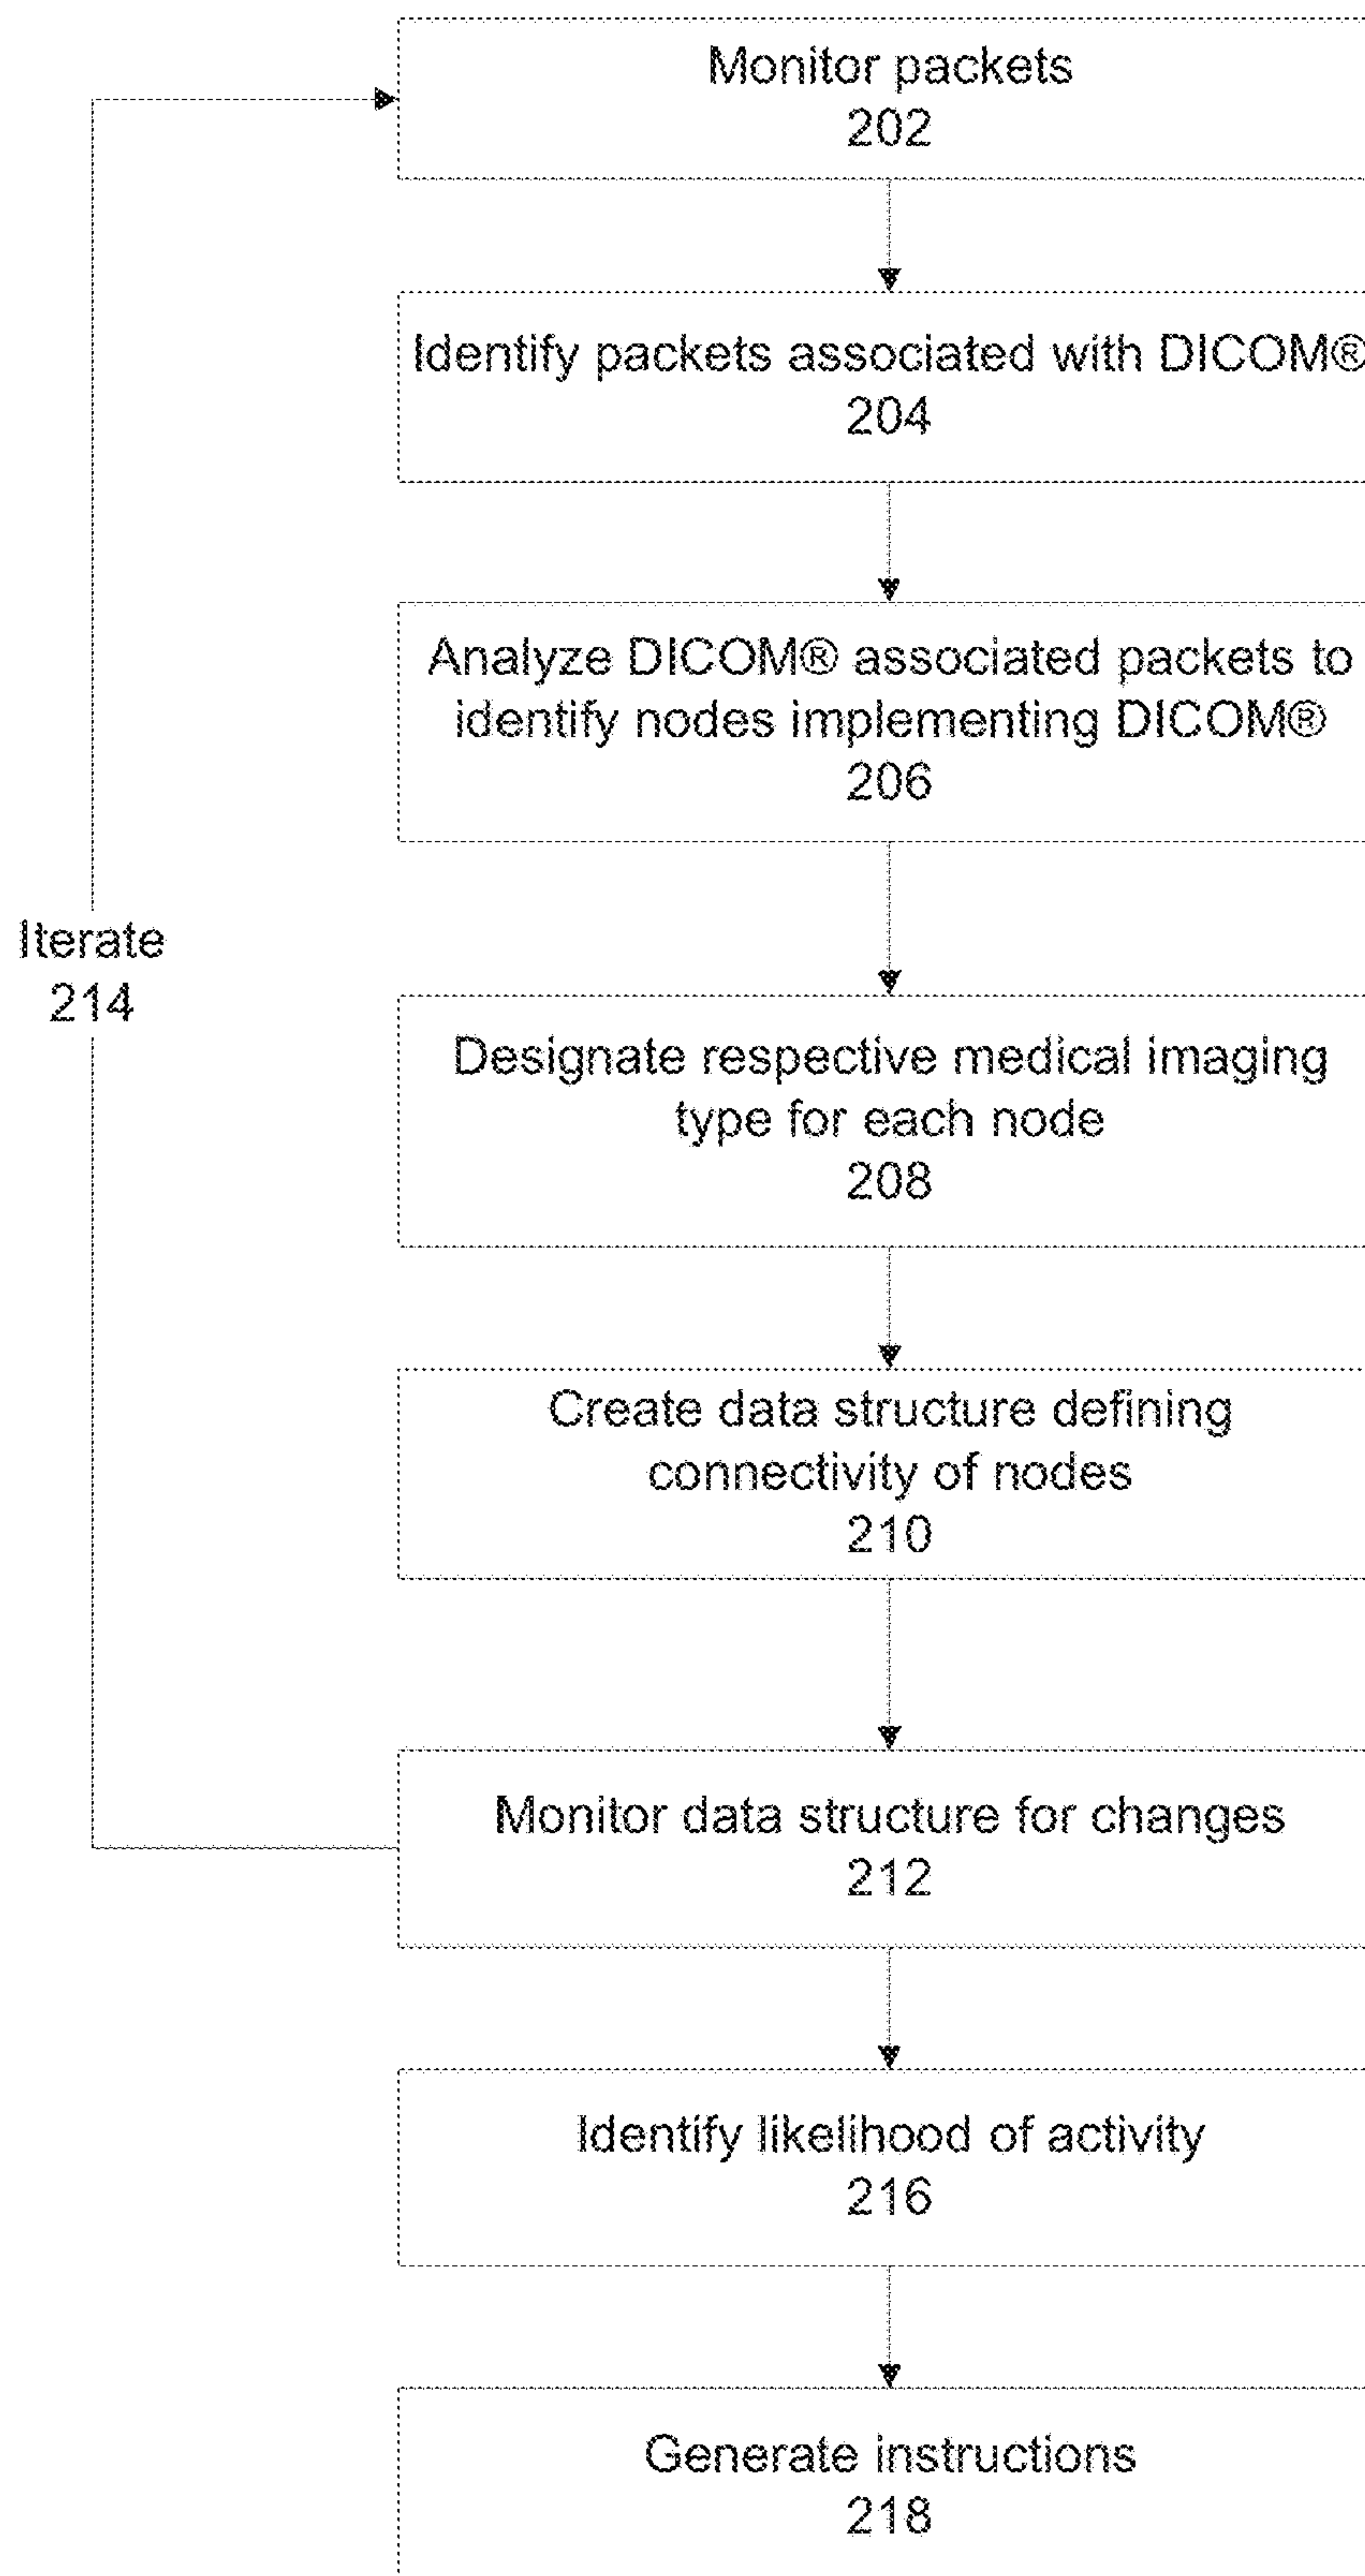 Monitor packets
202
Identify packets associated with DICOM®
204
Analyze DICOM® associated packets to
identify nodes implementing DICOM®
206
Iterate
214
Designate respective medical imaging
type for each node
208
Create data structure defining
connectivity of nodes
210
Monitor data structure for changes
212
Identify likelihood of activity
216
Generate instructions
218